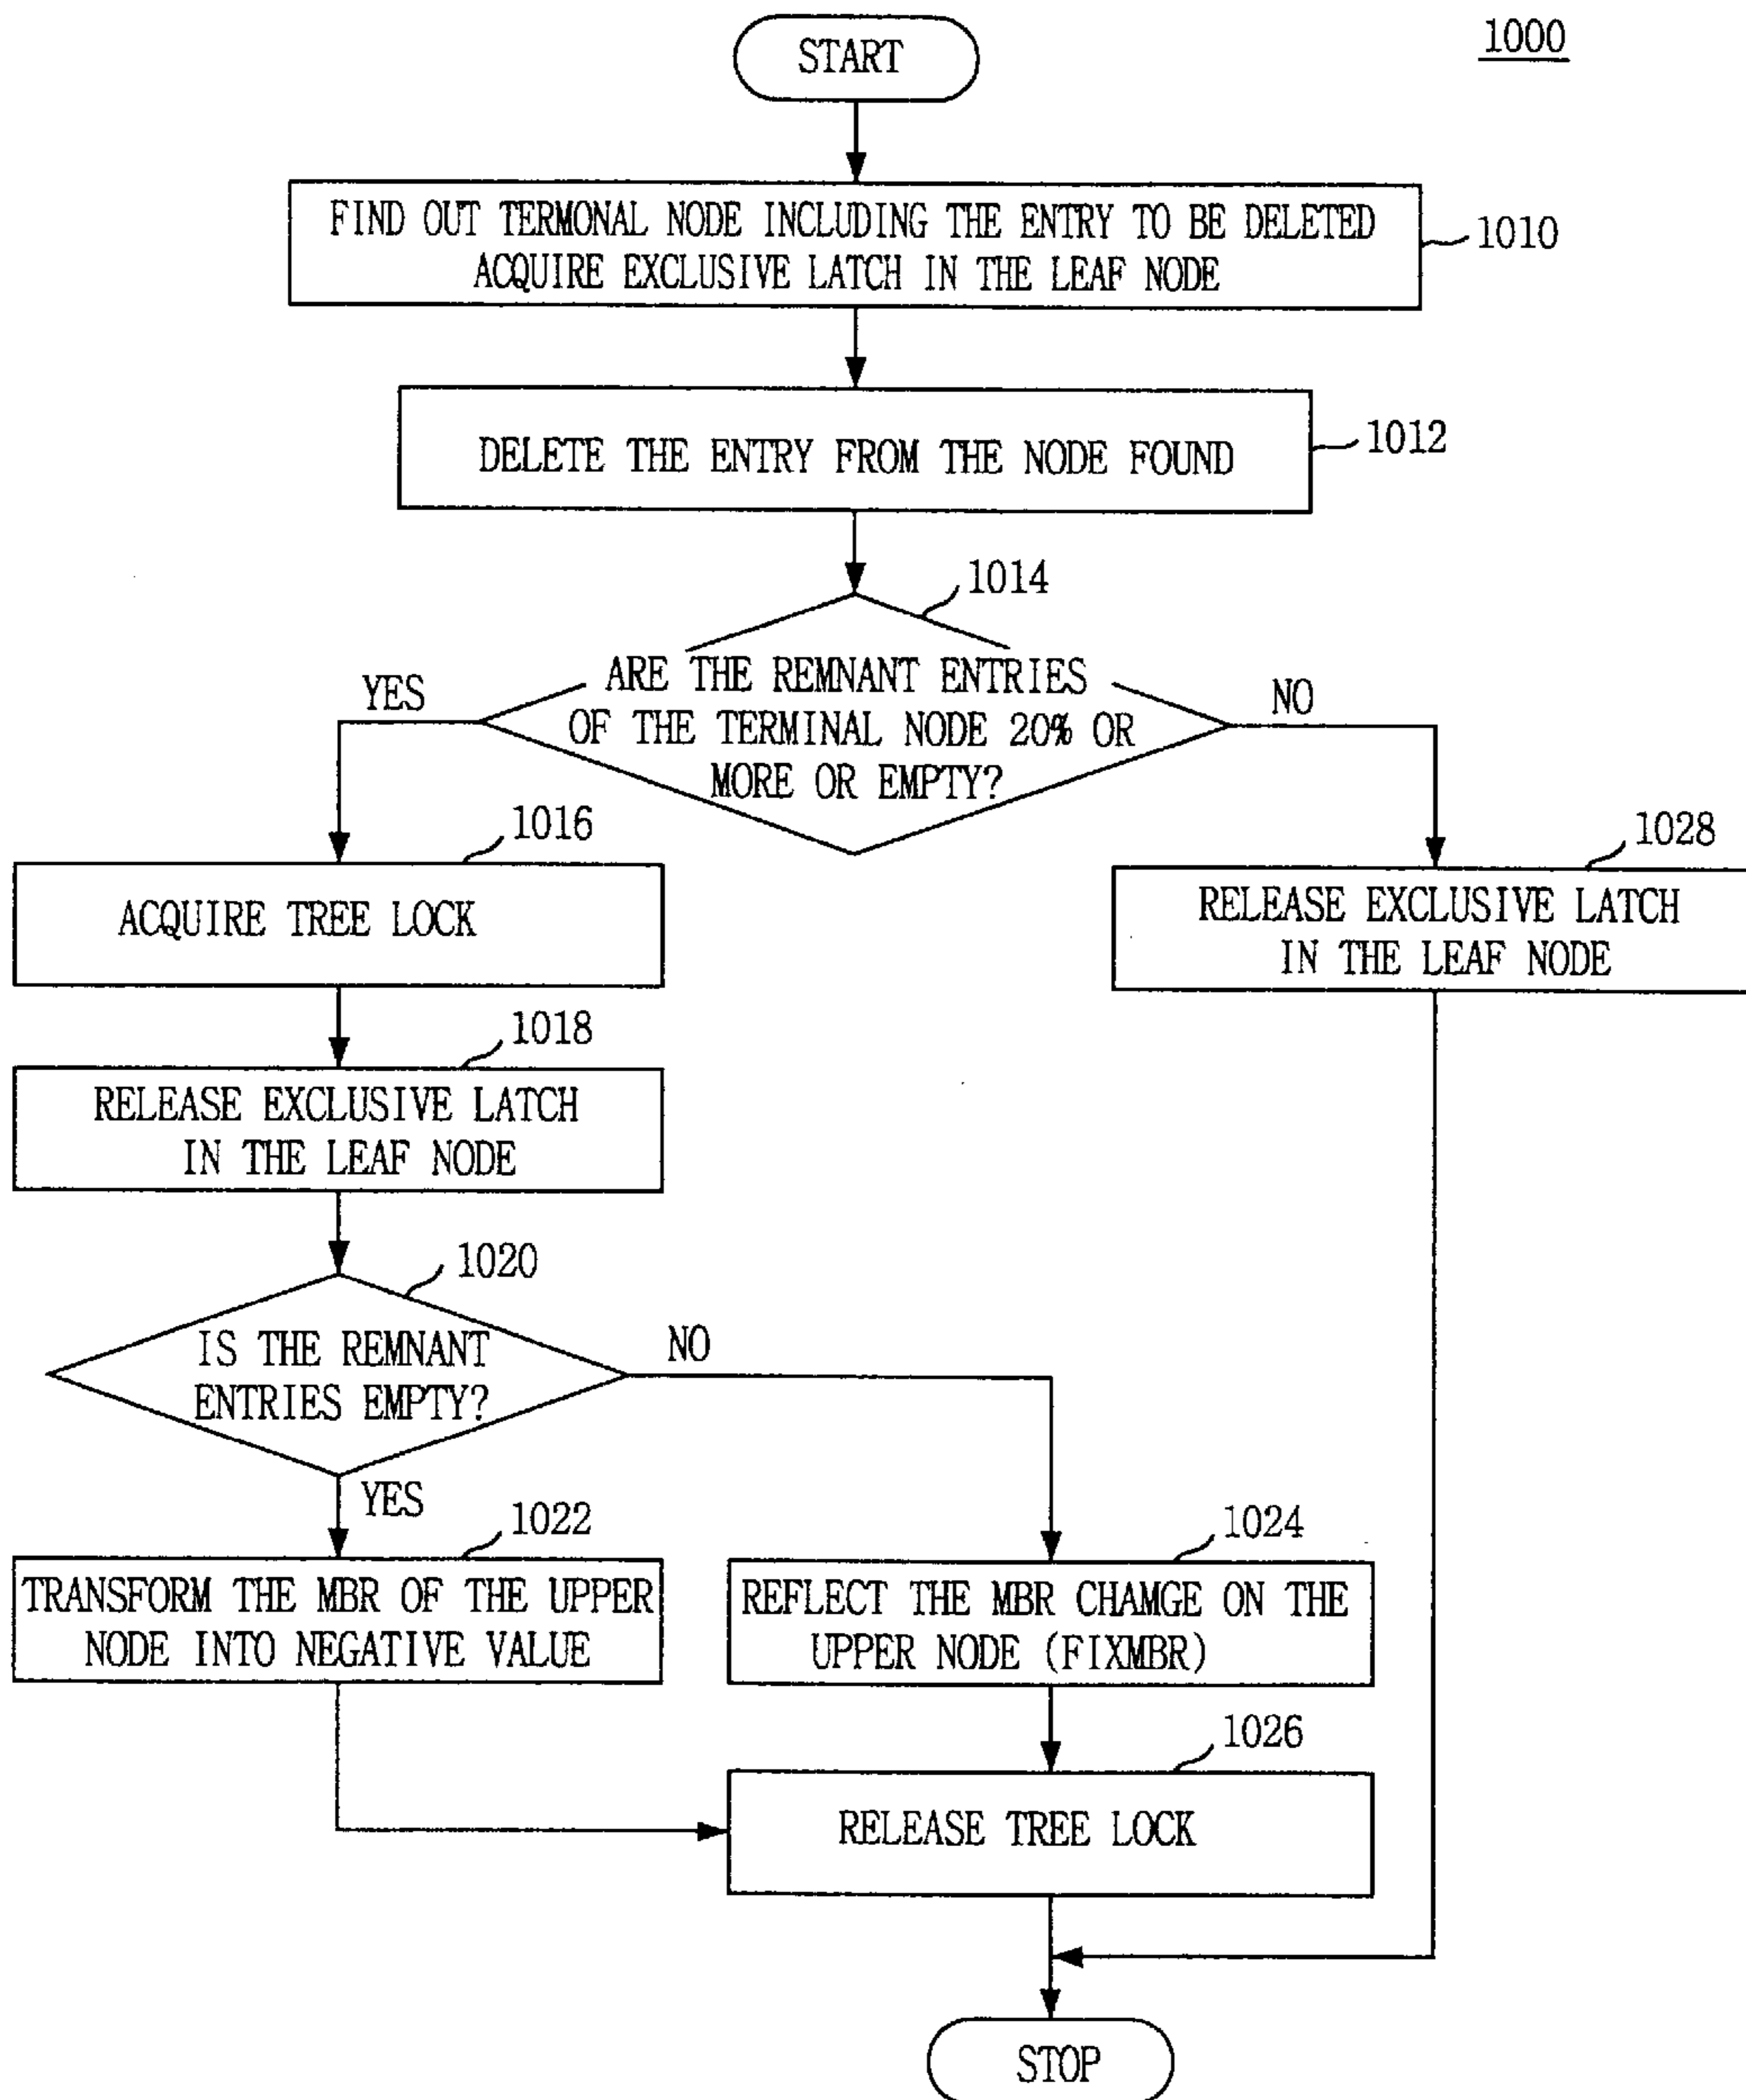 1000
START
FIND OUT TERMONAL NODE INCLUDING THE ENTRY TO BE DELETED
ACQUIRE EXCLUSIVE LATCH IN THE LEAF NODE
1010
DELETE THE ENTRY FROM THE NODE FOUND
1012
1014
ARE THE REMNANT ENTRIES
OF THE TERMINAL NODE 20% OR
MORE OR EMPTY?
YES
NO
1016
ACQUIRE TREE LOCK
1028
RELEASE EXCLUSIVE LATCH
IN THE LEAF NODE
1018
RELEASE EXCLUSIVE LATCH
IN THE LEAF NODE
1020
IS THE REMNANT
ENTRIES EMPTY?
NO
YES
1022
TRANSFORM THE MBR OF THE UPPER
NODE INTO NEGATIVE VALUE
1024
REFLECT THE MBR CHAMGE ON THE
UPPER NODE (FIXMBR)
1026
RELEASE TREE LOCK
STOP